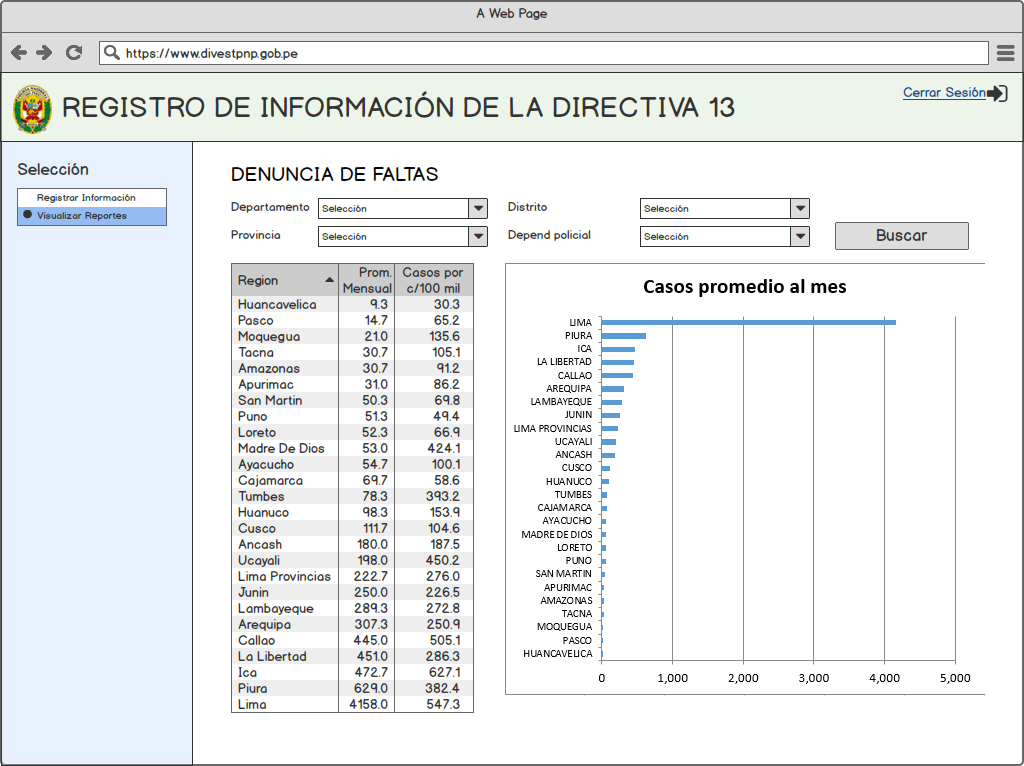 A Web Page
https://www.divestpnp.gob.pe
REGISTRO DE INFORMACIÓN DE LA DIRECTIVA 13
Cerrar Sesión
Selección
Registrar Información
Visualizar Reportes
DENUNCIA DE FALTAS
Departamento Selección Distrito Selección
Provincia Selección Depend policial Selección Buscar
Region Prom. Mensual Casos por c/100 mil
Huancavelica 9.3 30.3
Pasco 14.7 65.2
Moquegua 21.0 135.6
Tacna 30.7 105.1
Amazonas 30.7 91.2
Apurimac 31.0 86.2
San Martin 50.3 69.8
Puno 51.3 49.4
Loreto 52.3 66.9
Madre De Dios 53.0 424.1
Ayacucho 54.7 100.1
Cajamarca 69.7 58.6
Tumbes 78.3 393.2
Huanuco 98.3 153.9
Cusco 111.7 104.6
Ancash 180.0 187.5
Ucayali 198.0 450.2
Lima Provincias 222.7 276.0
Junin 250.0 226.5
Lambayeque 289.3 272.8
Arequipa 307.3 250.9
Callao 445.0 505.1
La Libertad 451.0 286.3
Ica 472.7 627.1
Piura 629.0 382.4
Lima 4158.0 547.3
Casos promedio al mes
LIMA
PIURA
ICA
LA LIBERTAD
CALLAO
AREQUIPA
LAMBAYEQUE
JUNIN
LIMA PROVINCIAS
UCAYALI
ANCASH
CUSCO
HUANUCO
TUMBES
CAJAMARCA
AYACUCHO
MADRE DE DIOS
LORETO
PUNO
SAN MARTIN
APURIMAC
AMAZONAS
TACNA
MOQUEGUA
PASCO
HUANCAVELICA
0 1,000 2,000 3,000 4,000 5,000